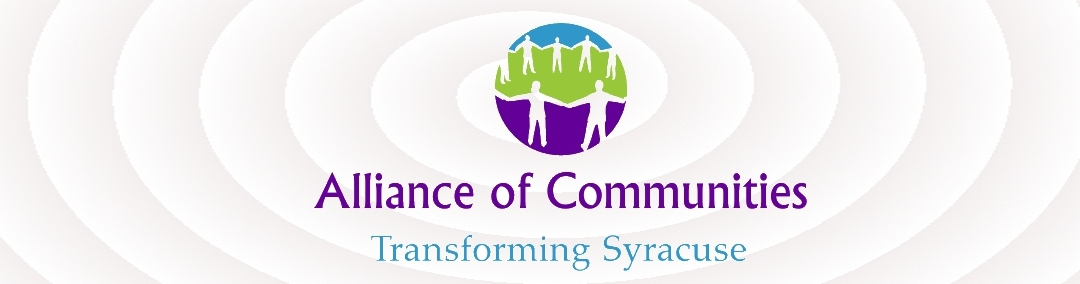 Alliance of Communities
Transforming Syracuse